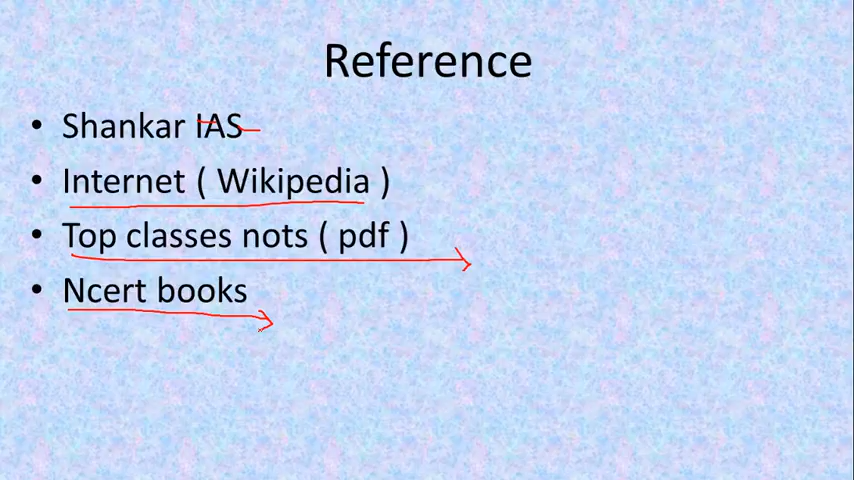 Reference
• Shankar IAS
• Internet ( Wikipedia )
• Top classes nots ( pdf )
• Ncert books